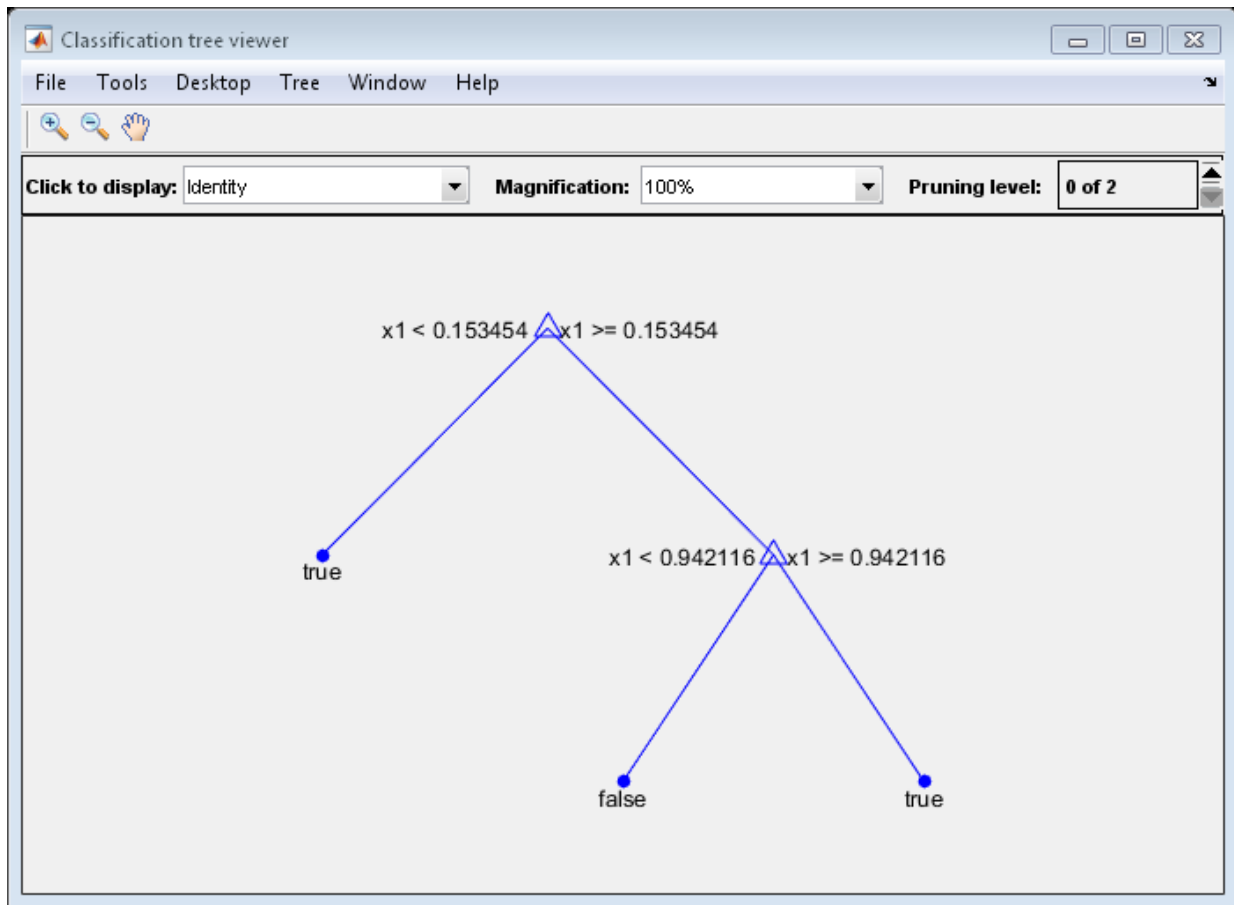 Classification tree viewer
File Tools Desktop Tree Window Help
Click to display: Identity Magnification: 100% Pruning level: 0 of 2
x1 < 0.153454 x1 >= 0.153454
true
x1 < 0.942116 x1 >= 0.942116
false
true